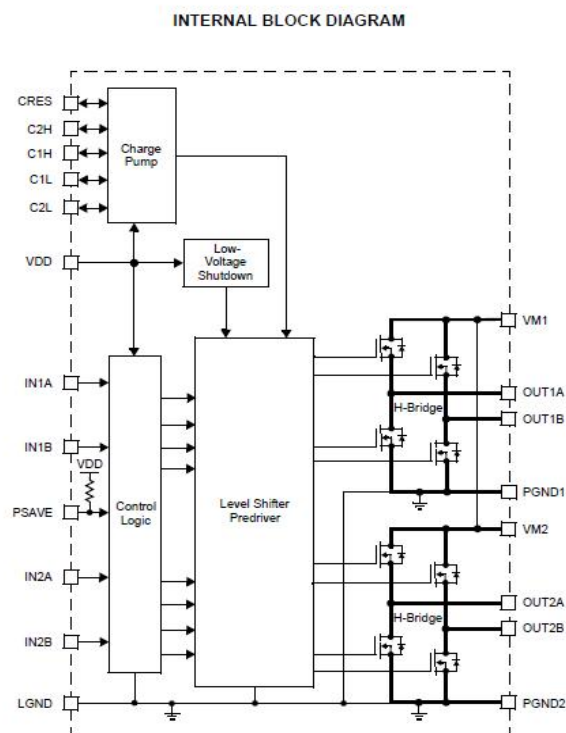 INTERNAL BLOCK DIAGRAM
CRES
C2H
C1H
C1L
C2L
Charge
Pump
VDD
Low-
Voltage
Shutdown
VM1
IN1A
OUT1A
H-Bridge
OUT1B
IN1B
VDD
PGND1
PSAVE
Control
Logic
Level Shifter
Predriver
VM2
IN2A
OUT2A
H-Bridge
OUT2B
IN2B
LGND
PGND2